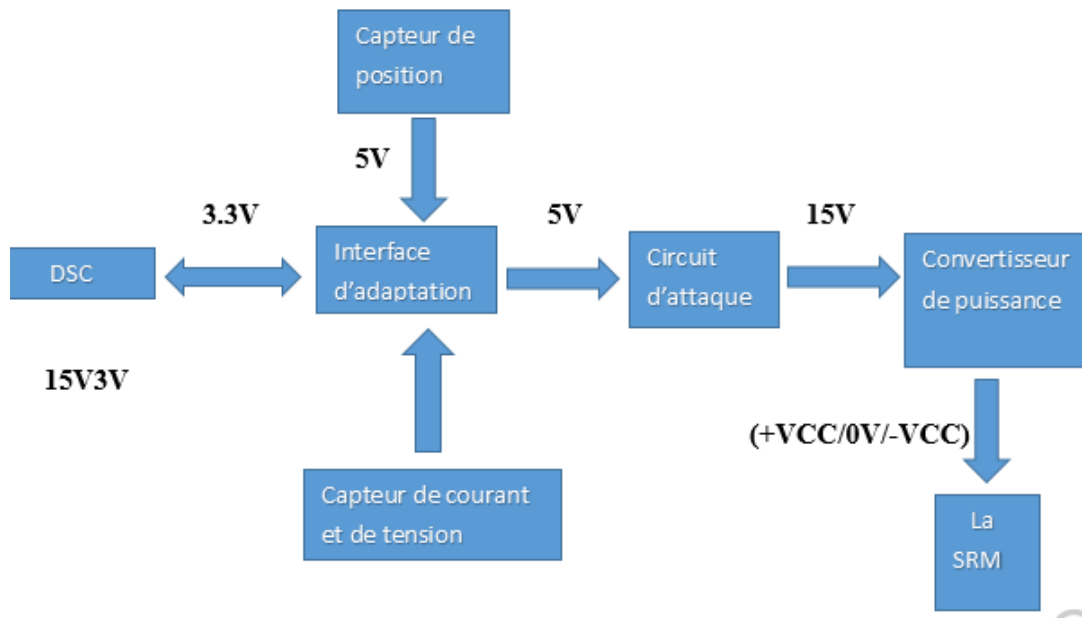 Capteur de
position
5V
3.3V
5V
15V
DSC
Interface
d'adaptation
Circuit
d'attaque
Convertisseur
de puissance
15V3V
(+VCC/0V/-VCC)
Capteur de courant
et de tension
La
SRM